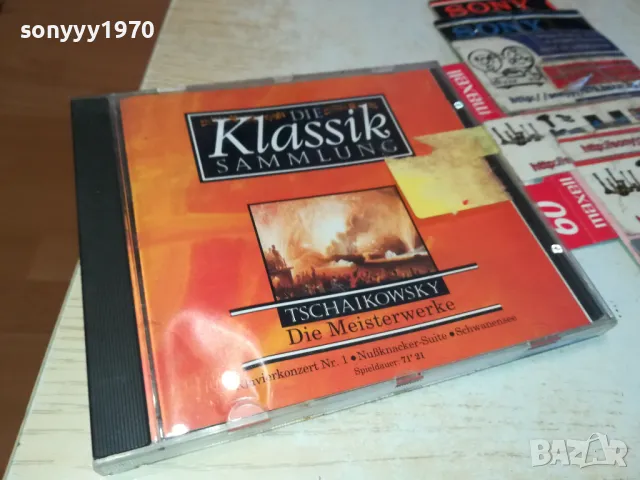 sonyyy1970
DIE
Klassik
SAMMLUNG
TSCHAIKOWSKY
Die Meisterwerke
Klavierkonzert Nr. 1 • Nußknacker-Suite • Schwanensee
Spieldauer: 71' 21
SONY
SONY
maxell
maxell
60
BAZAR